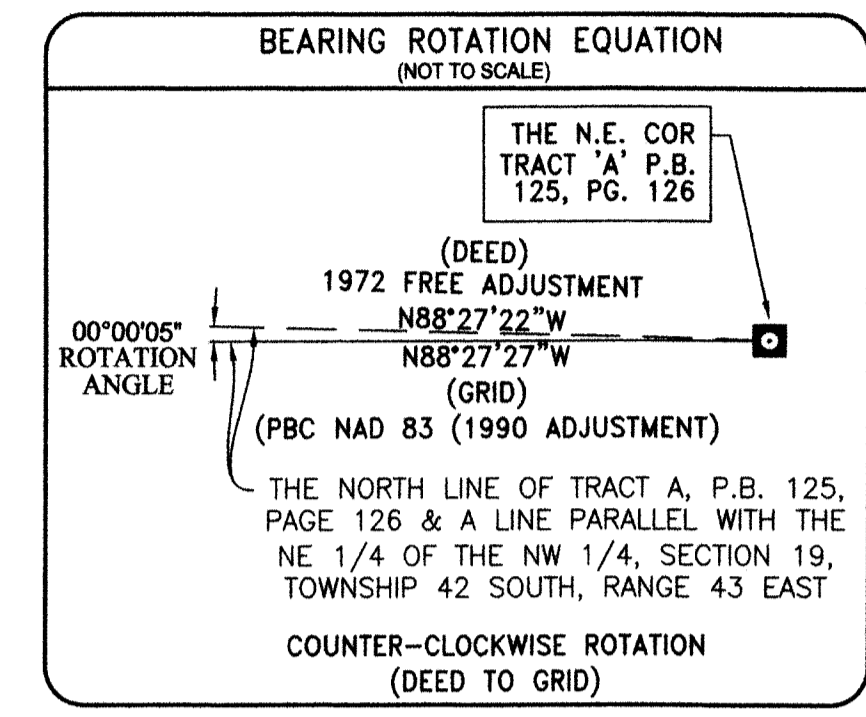 BEARING ROTATION EQUATION
(NOT TO SCALE)
THE N.E. COR
TRACT 'A' P.B.
125, PG. 126
(DEED)
1972 FREE ADJUSTMENT
N88°27'22"W
00°00'05"
ROTATION
ANGLE
N88°27'27"W
(GRID)
(PBC NAD 83 (1990 ADJUSTMENT)
THE NORTH LINE OF TRACT A, P.B. 125,
PAGE 126 & A LINE PARALLEL WITH THE
NE 1/4 OF THE NW 1/4, SECTION 19,
TOWNSHIP 42 SOUTH, RANGE 43 EAST
COUNTER-CLOCKWISE ROTATION
(DEED TO GRID)